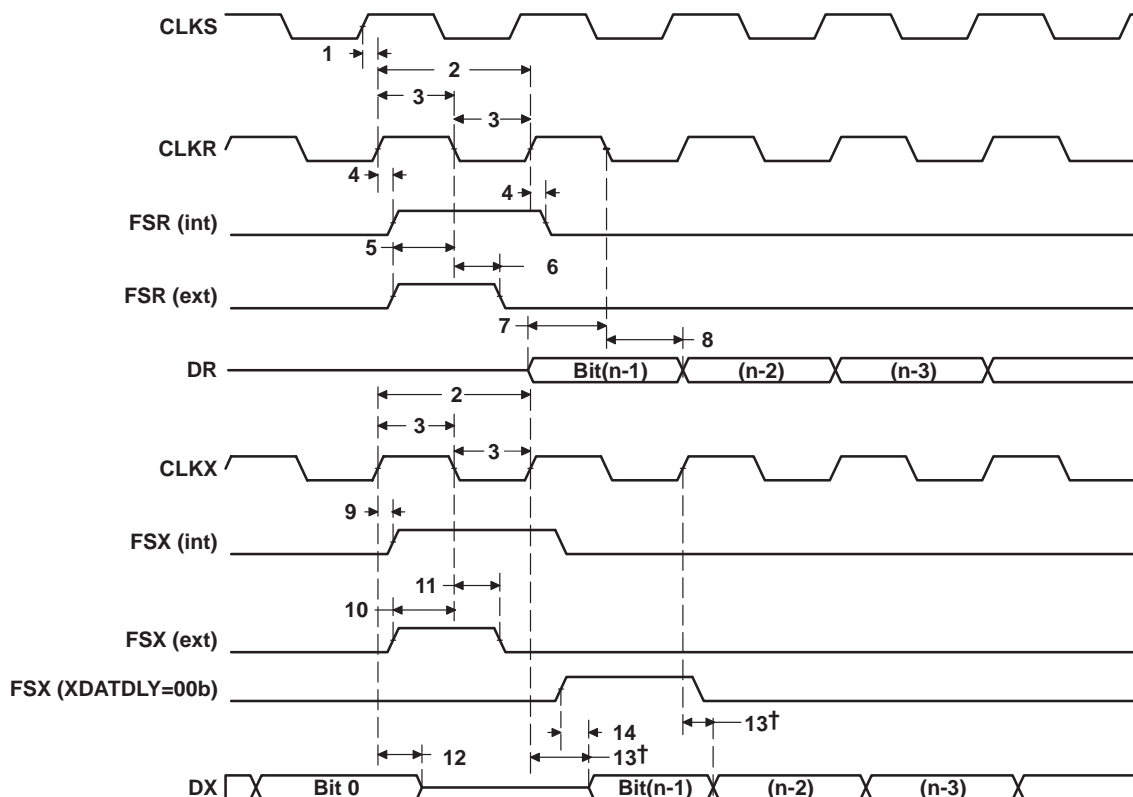 CLKS
1
2
3
3
CLKR
4
4
FSR (int)
5
6
FSR (ext)
7
8
DR Bit(n-1) (n-2) (n-3)
2
3
3
CLKX
9
FSX (int)
11
10
FSX (ext)
FSX (XDATDLY=00b)
14
13†
12
13†
DX Bit 0 Bit(n-1) (n-2) (n-3)